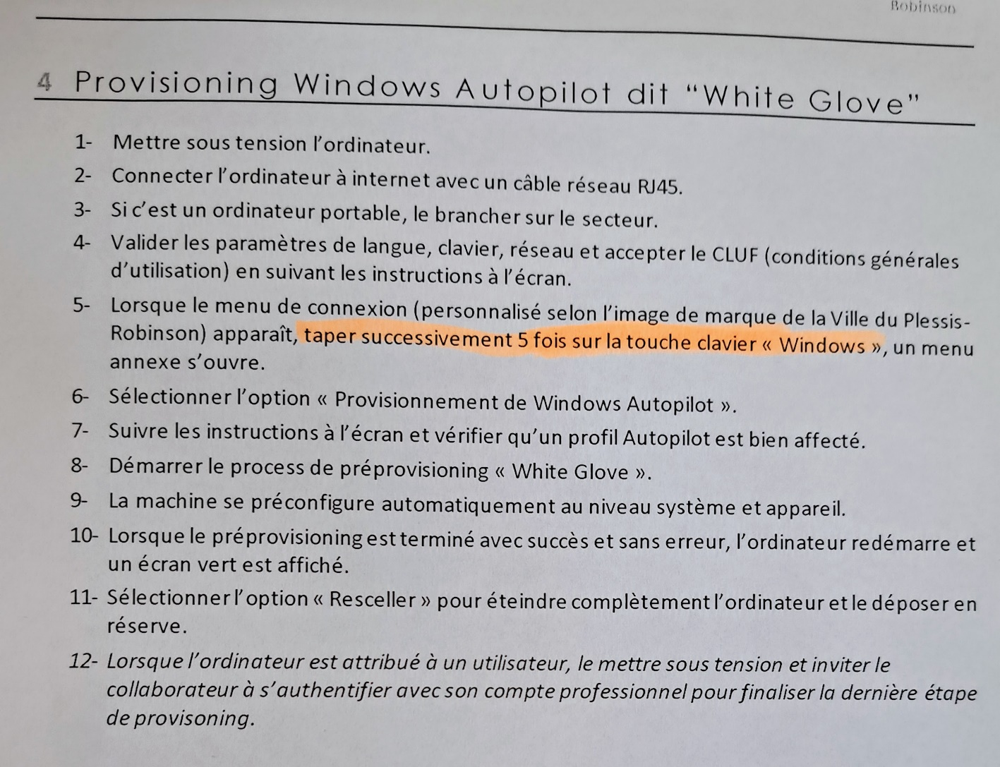 Robinson
4 Provisioning Windows Autopilot dit “White Glove”
1- Mettre sous tension l’ordinateur.
2- Connecter l’ordinateur à internet avec un câble réseau RJ45.
3- Si c’est un ordinateur portable, le brancher sur le secteur.
4- Valider les paramètres de langue, clavier, réseau et accepter le CLUF (conditions générales
d’utilisation) en suivant les instructions à l’écran.
5- Lorsque le menu de connexion (personnalisé selon l’image de marque de la Ville du Plessis-
Robinson) apparaît, taper successivement 5 fois sur la touche clavier « Windows », un menu
annexe s’ouvre.
6- Sélectionner l’option « Provisionnement de Windows Autopilot ».
7- Suivre les instructions à l’écran et vérifier qu’un profil Autopilot est bien affecté.
8- Démarrer le process de préprovisioning « White Glove ».
9- La machine se préconfigure automatiquement au niveau système et appareil.
10- Lorsque le préprovisioning est terminé avec succès et sans erreur, l’ordinateur redémarre et
un écran vert est affiché.
11- Sélectionner l’option « Resceller » pour éteindre complètement l’ordinateur et le déposer en
réserve.
12- Lorsque l’ordinateur est attribué à un utilisateur, le mettre sous tension et inviter le
collaborateur à s’authentifier avec son compte professionnel pour finaliser la dernière étape
de provisoning.